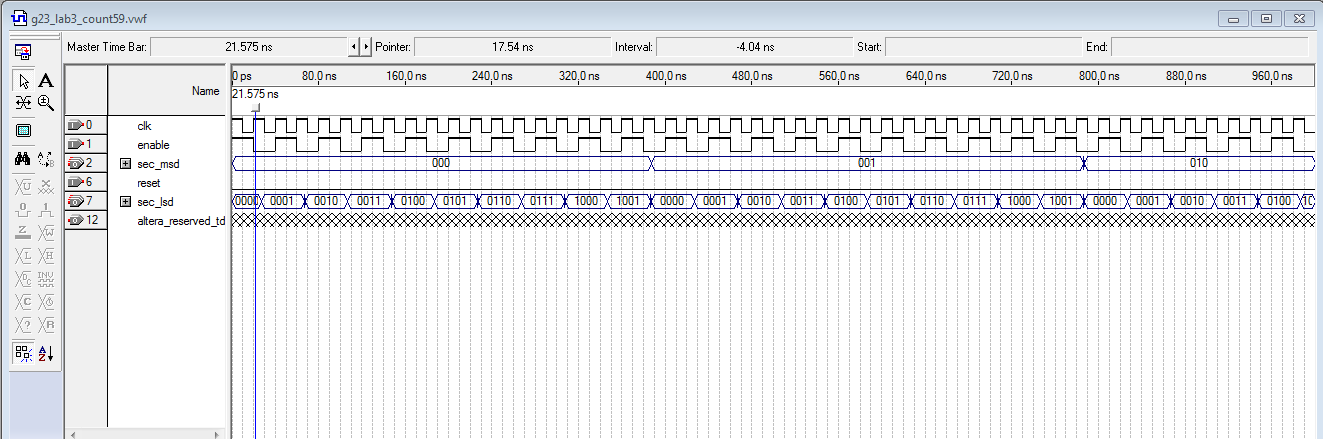 g23_lab3_count59.vwf
Master Time Bar: 21.575 ns Pointer: 17.54 ns Interval: -4.04 ns Start: End:
Name 0 ps 80.0 ns 160.0 ns 240.0 ns 320.0 ns 400.0 ns 480.0 ns 560.0 ns 640.0 ns 720.0 ns 800.0 ns 880.0 ns 960.0 ns
21.575 ns
0 clk
1 enable
2 sec_msd 000 001 010
6 reset
7 sec_lsd 0000 0001 0010 0011 0100 0101 0110 0111 1000 1001 0000 0001 0010 0011 0100 0101 0110 0111 1000 1001 0000 0001 0010 0011 0100
12 altera_reserved_td